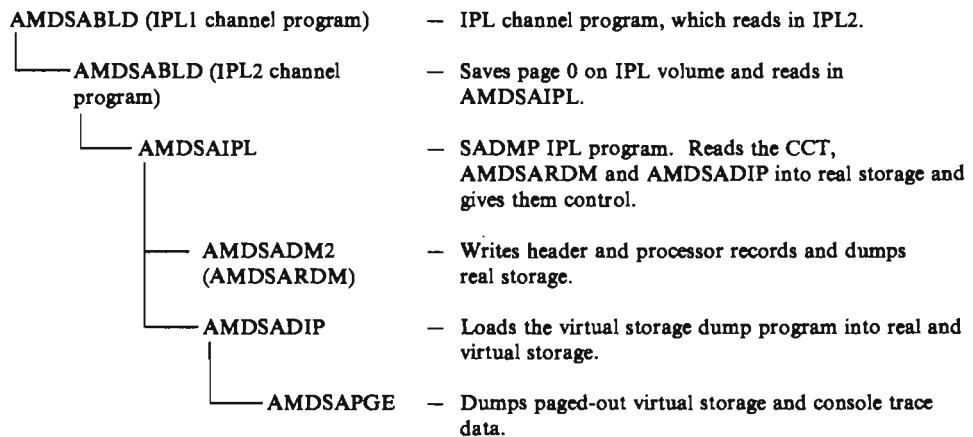 AMDSABLD (IPL1 channel program) — IPL channel program, which reads in IPL2.
AMDSABLD (IPL2 channel — Saves page 0 on IPL volume and reads in
program) AMDSAIPL.
AMDSAIPL — SADMP IPL program. Reads the CCT,
AMDSARDM and AMDSADIP into real storage and
gives them control.
AMDSADM2 — Writes header and processor records and dumps
(AMDSARDM) real storage.
AMDSADIP — Loads the virtual storage dump program into real and
virtual storage.
AMDSAPGE — Dumps paged-out virtual storage and console trace
data.